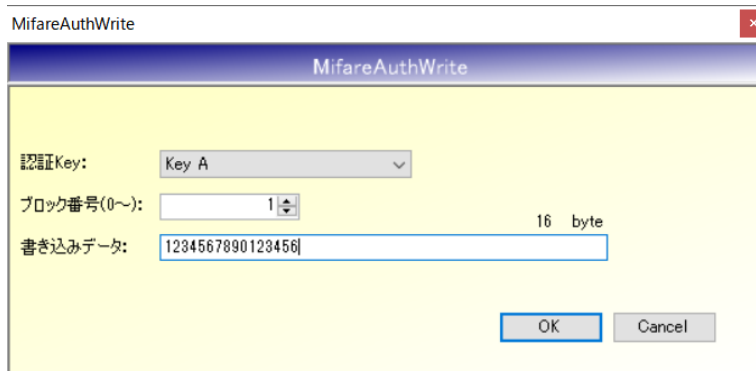 MifareAuthWrite
MifareAuthWrite
認証Key: Key A
ブロック番号(0～): 1
16 byte
書き込みデータ: 1234567890123456
OK Cancel